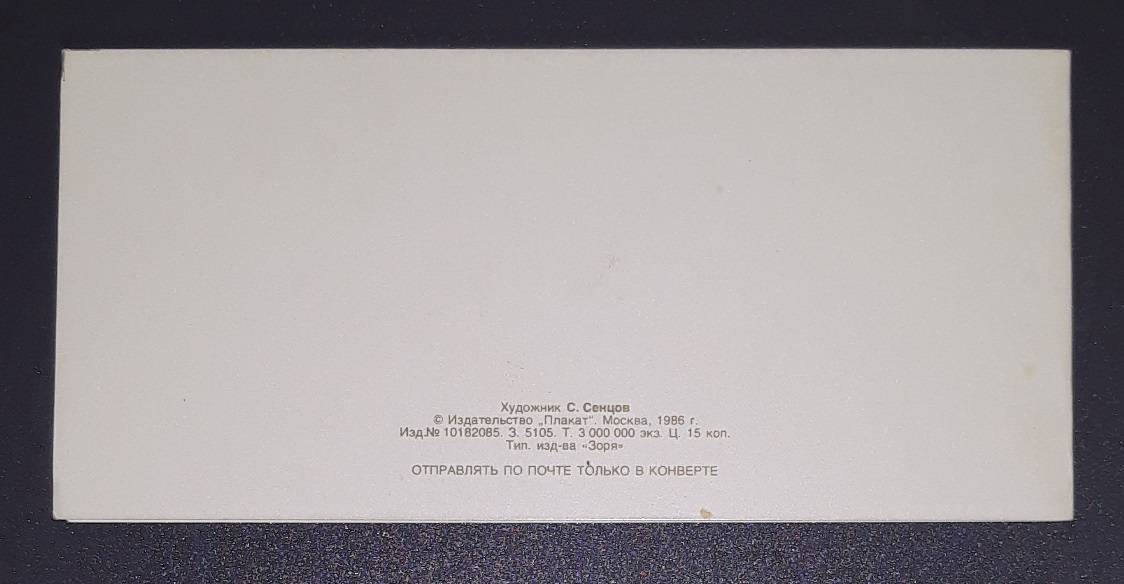 Художник С. Сенцов
© Издательство „Плакат“. Москва, 1986 г.
Изд.№ 10182085. З. 5105. Т. 3 000 000 экз. Ц. 15 коп.
Тип. изд-ва «Зоря»
ОТПРАВЛЯТЬ ПО ПОЧТЕ ТОЛЬКО В КОНВЕРТЕ